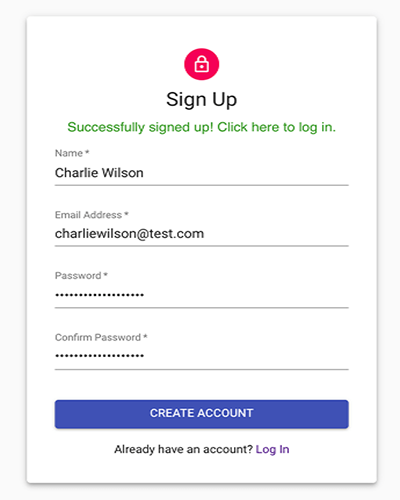 Sign Up
Successfully signed up! Click here to log in.
Name *
Charlie Wilson
Email Address *
charliewilson@test.com
Password *
•••••••••••••••••••
Confirm Password *
•••••••••••••••••••
CREATE ACCOUNT
Already have an account? Log In